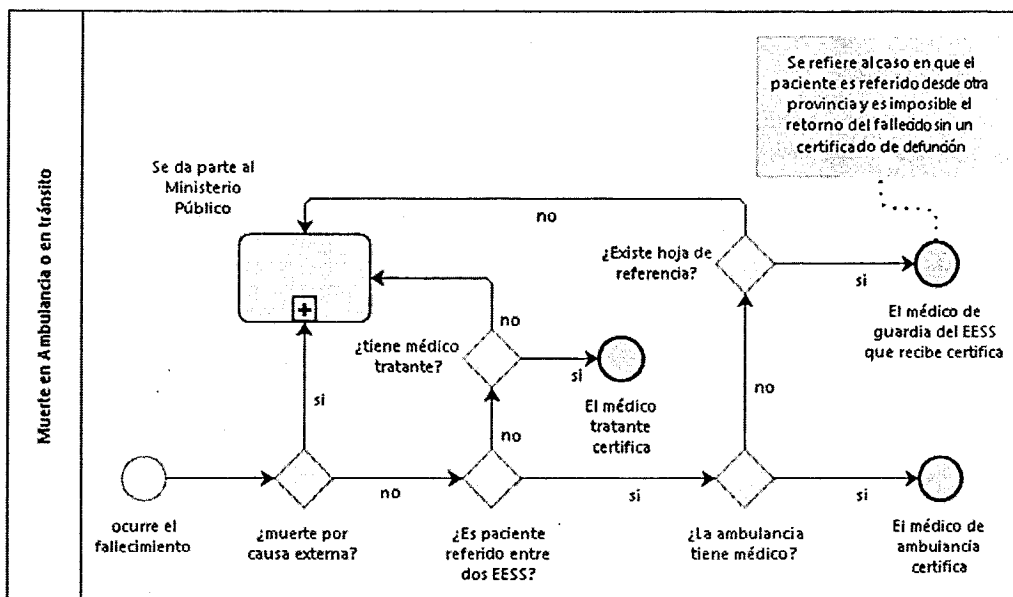 Muerte en Ambulancia o en tránsito
Se refiere al caso en que el
paciente es referido desde otra
provincia y es imposible el
retorno del fallecido sin un
certificado de defunción
Se da parte al
Ministerio
Público
no
¿Existe hoja de
referencia?
si
El médico de
guardia del EESS
que recibe certifica
no
¿tiene médico
tratante?
si
El médico
tratante
certifica
si
no
no
ocurre el
fallecimiento
¿muerte por
causa externa?
no
¿Es paciente
referido entre
dos EESS?
si
¿La ambulancia
tiene médico?
si
El médico de
ambulancia
certifica